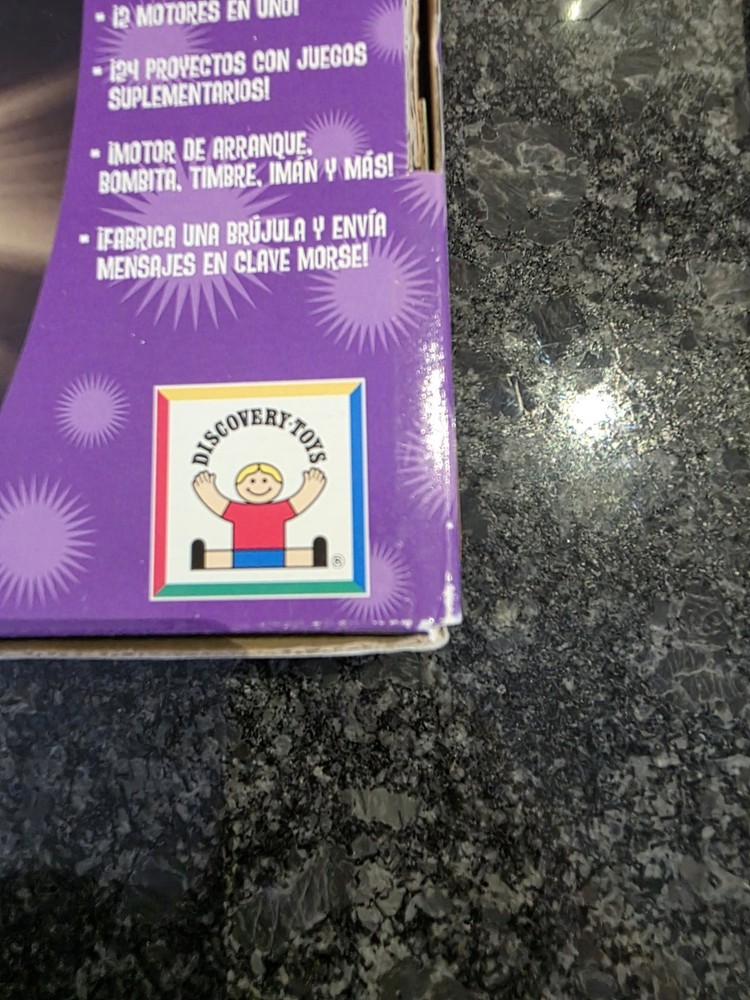 - ¡2 MOTORES EN UNO!
- ¡24 PROYECTOS CON JUEGOS
SUPLEMENTARIOS!
- ¡MOTOR DE ARRANQUE,
BOMBITA, TIMBRE, IMÁN Y MÁS!
- ¡FABRICA UNA BRÚJULA Y ENVÍA
MENSAJES EN CLAVE MORSE!
DISCOVERY·TOYS
®